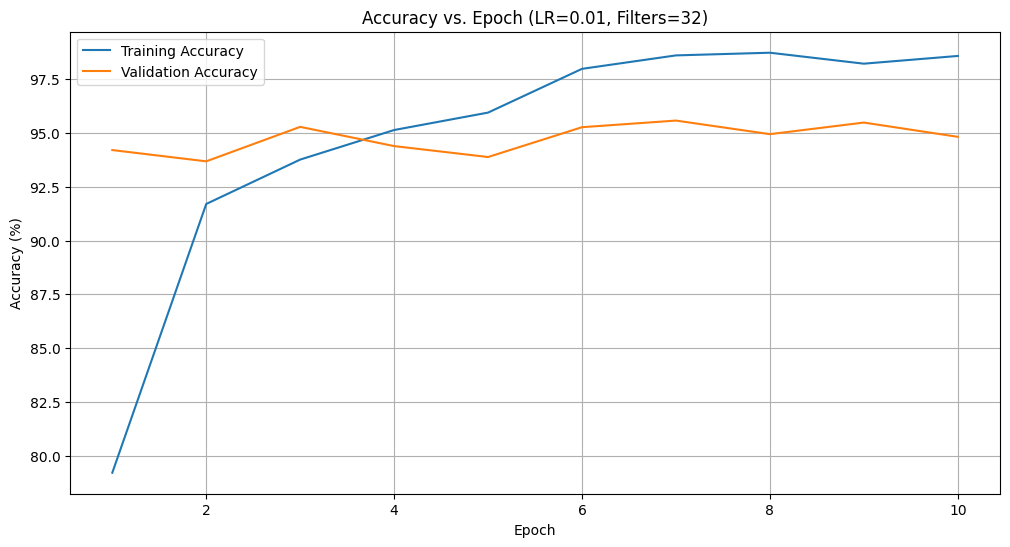 Accuracy vs. Epoch (LR=0.01, Filters=32)
Training Accuracy
Validation Accuracy
97.5
95.0
92.5
90.0
87.5
85.0
82.5
80.0
Accuracy (%)
2
4
6
8
10
Epoch